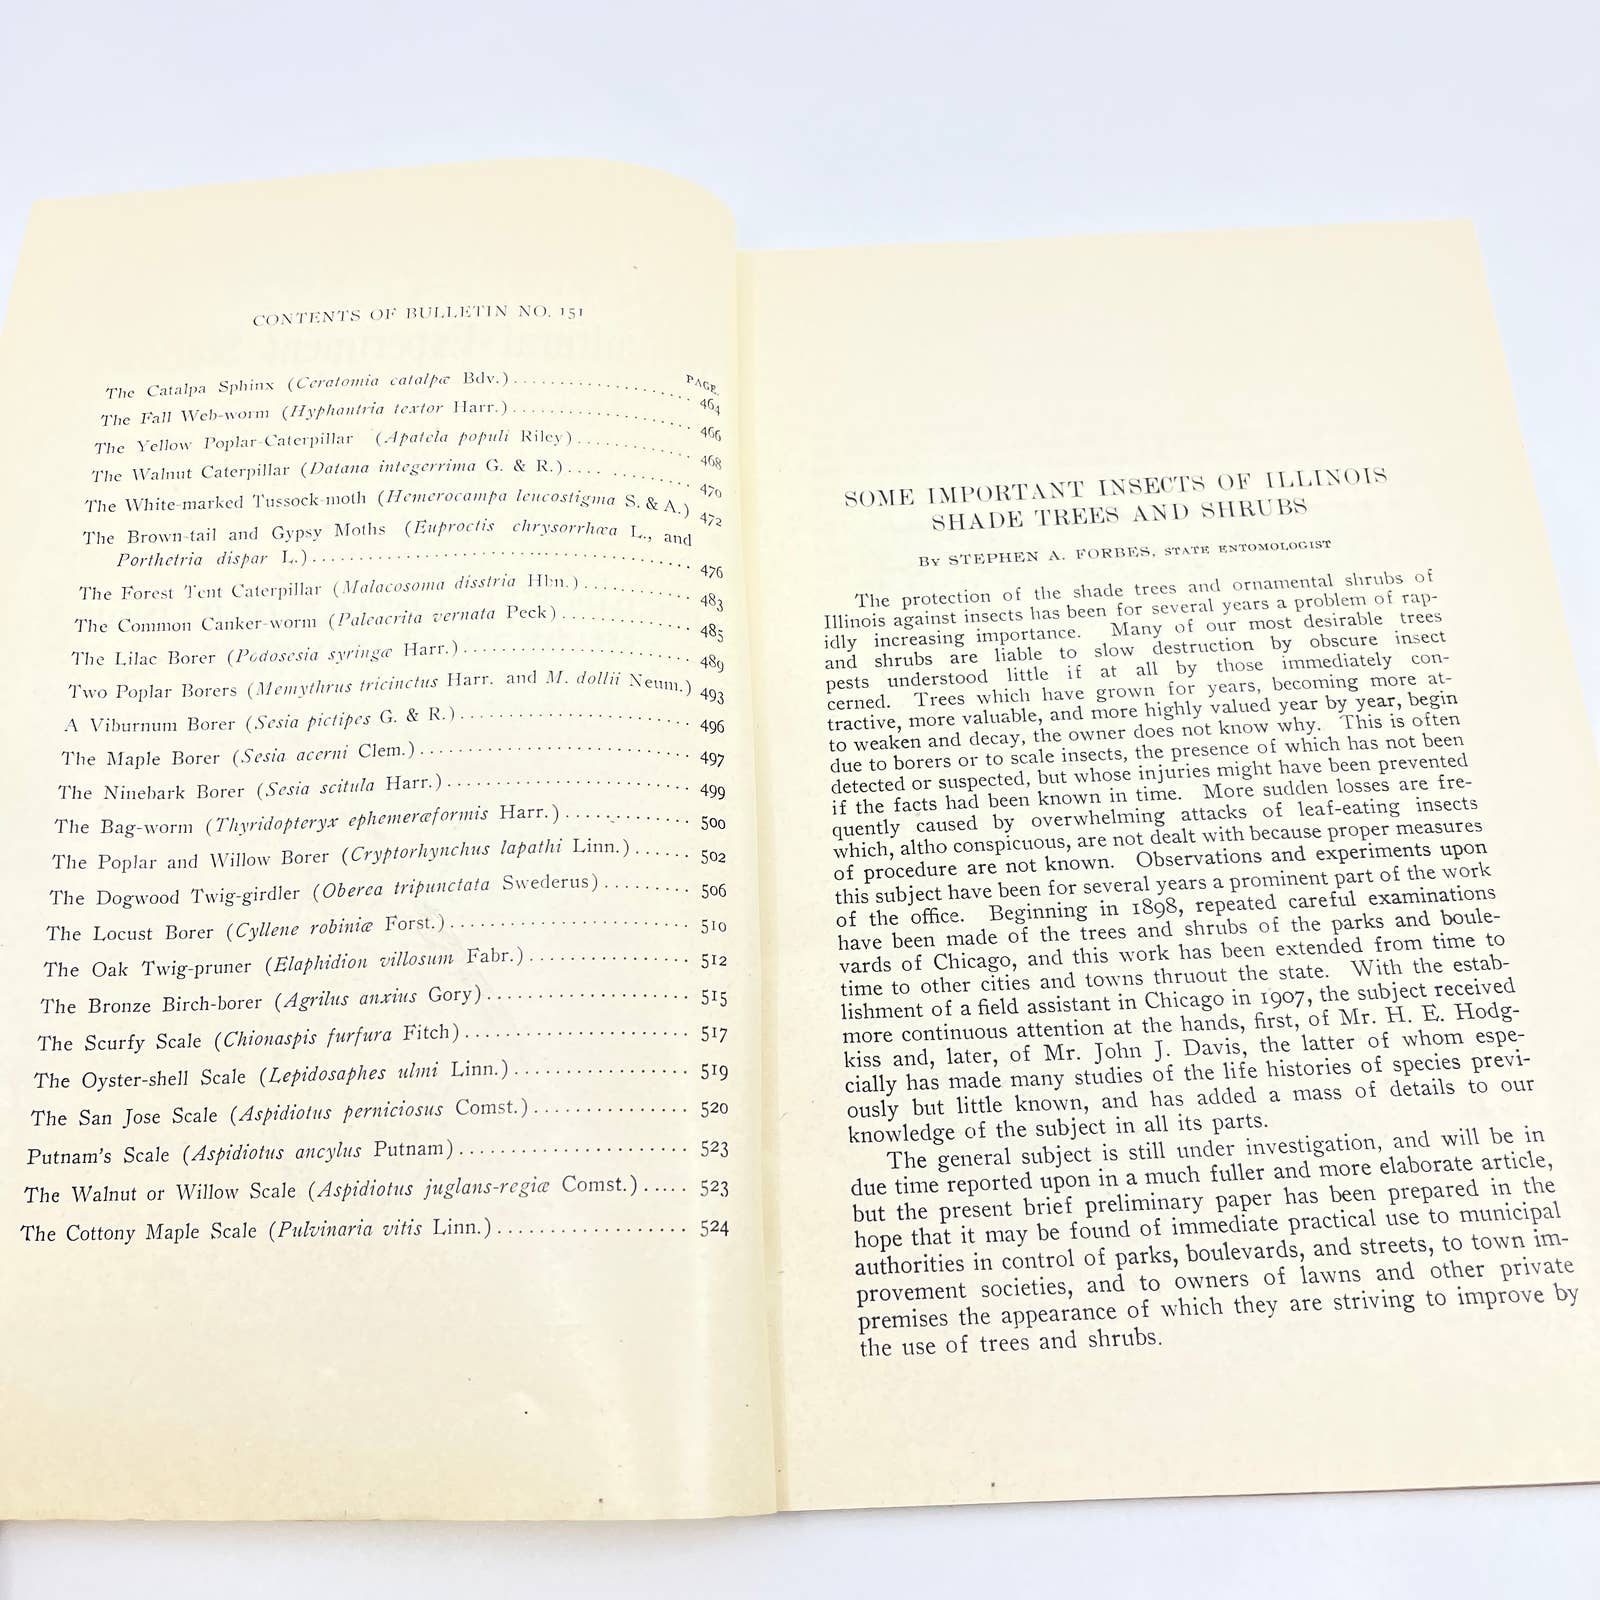 CONTENTS OF BULLETIN NO. 151
PAGE.
The Catalpa Sphinx (Ceratomia catalpæ Bdv.) 464
The Fall Web-worm (Hyphantria textor Harr.) 466
The Yellow Poplar-Caterpillar (Apatela populi Riley) 468
The Walnut Caterpillar (Datana integerrima G. & R.) 470
The White-marked Tussock-moth (Hemerocampa leucostigma S. & A.) 472
The Brown-tail and Gypsy Moths (Euproctis chrysorrhœa L., and
Porthetria dispar L.) 476
The Forest Tent Caterpillar (Malacosoma disstria Hbn.) 483
The Common Canker-worm (Paleacrita vernata Peck) 485
The Lilac Borer (Podosesia syringæ Harr.) 489
Two Poplar Borers (Memythrus tricinctus Harr. and M. dollii Neum.) 493
A Viburnum Borer (Sesia pictipes G. & R.) 496
The Maple Borer (Sesia acerni Clem.) 497
The Ninebark Borer (Sesia scitula Harr.) 499
The Bag-worm (Thyridopteryx ephemeræformis Harr.) 500
The Poplar and Willow Borer (Cryptorhynchus lapathi Linn.) 502
The Dogwood Twig-girdler (Oberea tripunctata Swederus) 506
The Locust Borer (Cyllene robiniæ Forst.) 510
The Oak Twig-pruner (Elaphidion villosum Fabr.) 512
The Bronze Birch-borer (Agrilus anxius Gory) 515
The Scurfy Scale (Chionaspis furfura Fitch) 517
The Oyster-shell Scale (Lepidosaphes ulmi Linn.) 519
The San Jose Scale (Aspidiotus perniciosus Comst.) 520
Putnam's Scale (Aspidiotus ancylus Putnam) 523
The Walnut or Willow Scale (Aspidiotus juglans-regiæ Comst.) 523
The Cottony Maple Scale (Pulvinaria vitis Linn.) 524
SOME IMPORTANT INSECTS OF ILLINOIS
SHADE TREES AND SHRUBS
By STEPHEN A. FORBES, STATE ENTOMOLOGIST
The protection of the shade trees and ornamental shrubs of
Illinois against insects has been for several years a problem of rap-
idly increasing importance. Many of our most desirable trees
and shrubs are liable to slow destruction by obscure insect
pests understood little if at all by those immediately con-
cerned. Trees which have grown for years, becoming more at-
tractive, more valuable, and more highly valued year by year, begin
to weaken and decay, the owner does not know why. This is often
due to borers or to scale insects, the presence of which has not been
detected or suspected, but whose injuries might have been prevented
if the facts had been known in time. More sudden losses are fre-
quently caused by overwhelming attacks of leaf-eating insects
which, altho conspicuous, are not dealt with because proper measures
of procedure are not known. Observations and experiments upon
this subject have been for several years a prominent part of the work
of the office. Beginning in 1898, repeated careful examinations
have been made of the trees and shrubs of the parks and boule-
vards of Chicago, and this work has been extended from time to
time to other cities and towns thruout the state. With the estab-
lishment of a field assistant in Chicago in 1907, the subject received
more continuous attention at the hands, first, of Mr. H. E. Hodg-
kiss and, later, of Mr. John J. Davis, the latter of whom espe-
cially has made many studies of the life histories of species previ-
ously but little known, and has added a mass of details to our
knowledge of the subject in all its parts.
The general subject is still under investigation, and will be in
due time reported upon in a much fuller and more elaborate article,
but the present brief preliminary paper has been prepared in the
hope that it may be found of immediate practical use to municipal
authorities in control of parks, boulevards, and streets, to town im-
provement societies, and to owners of lawns and other private
premises the appearance of which they are striving to improve by
the use of trees and shrubs.